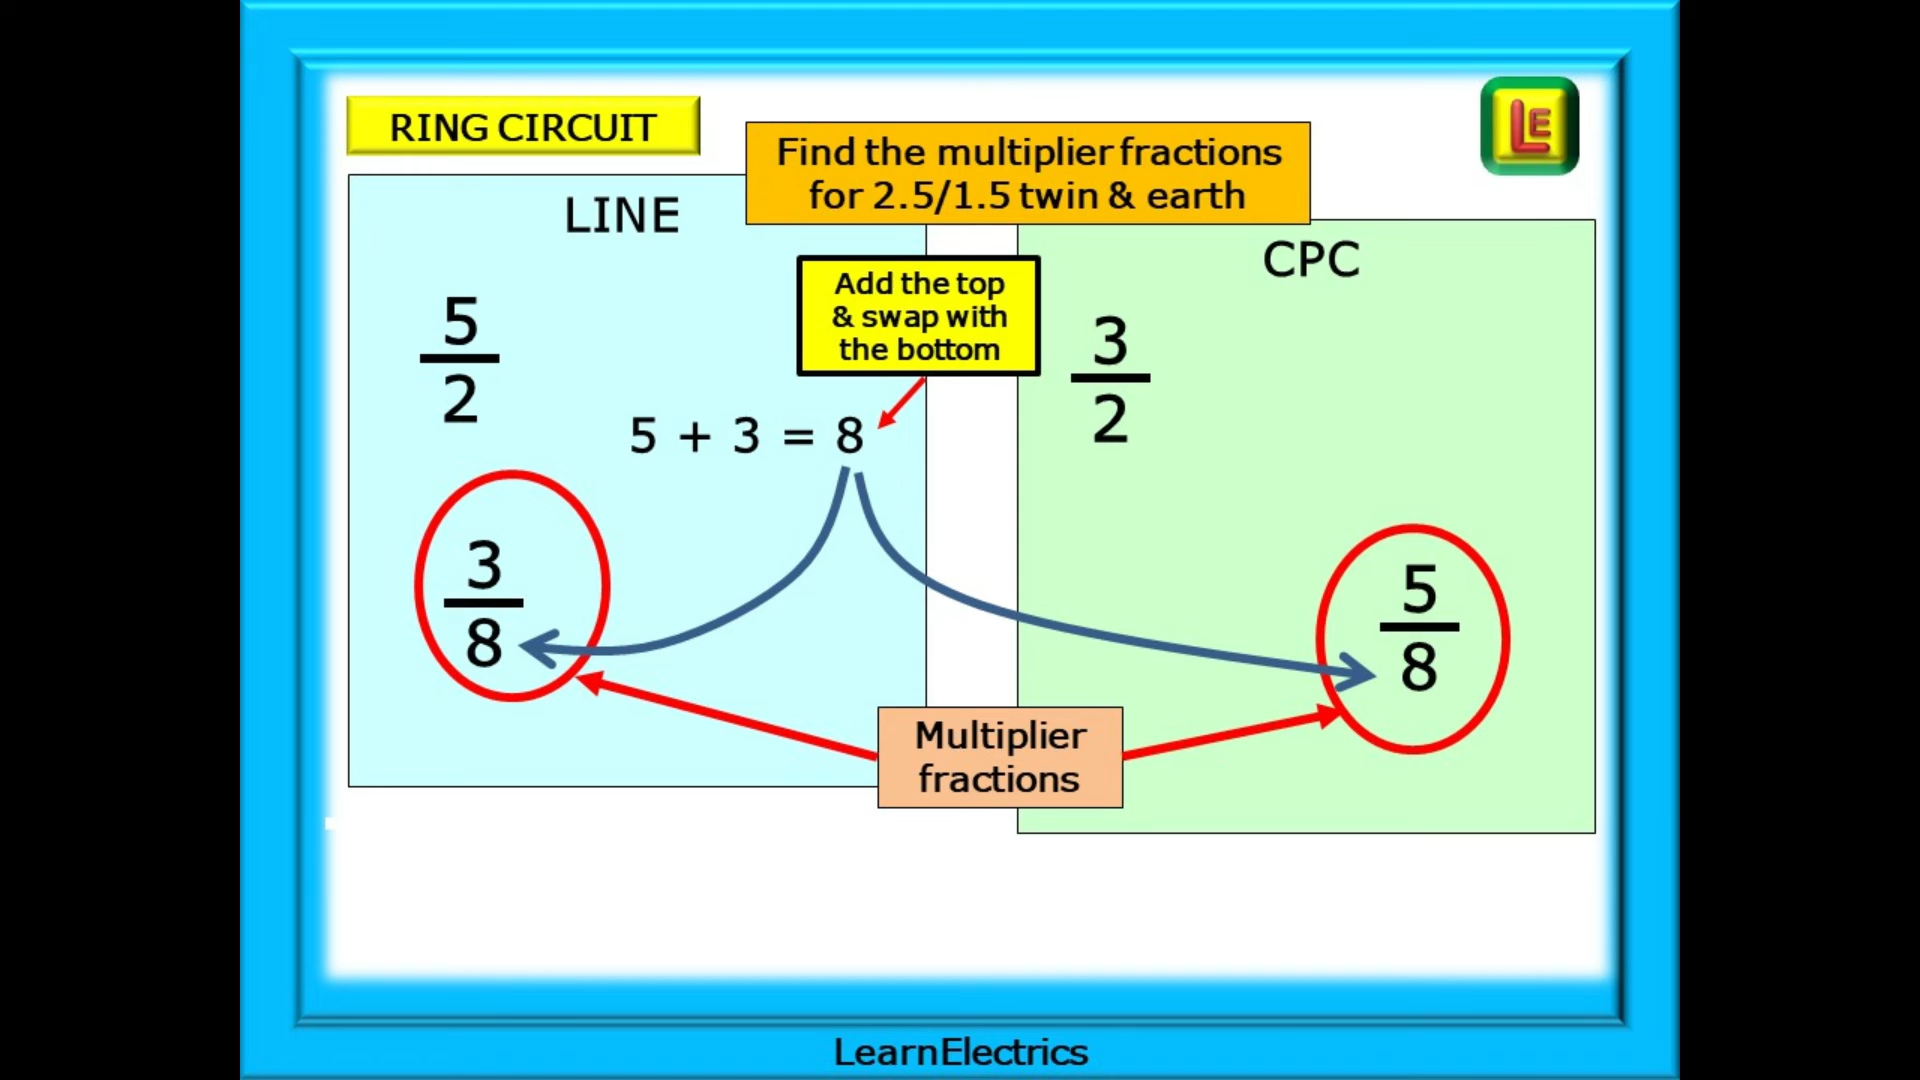 RING CIRCUIT
LE
Find the multiplier fractions
for 2.5/1.5 twin & earth
LINE
CPC
Add the top
& swap with
the bottom
5
2
3
2
5 + 3 = 8
3
8
5
8
Multiplier
fractions
LearnElectrics